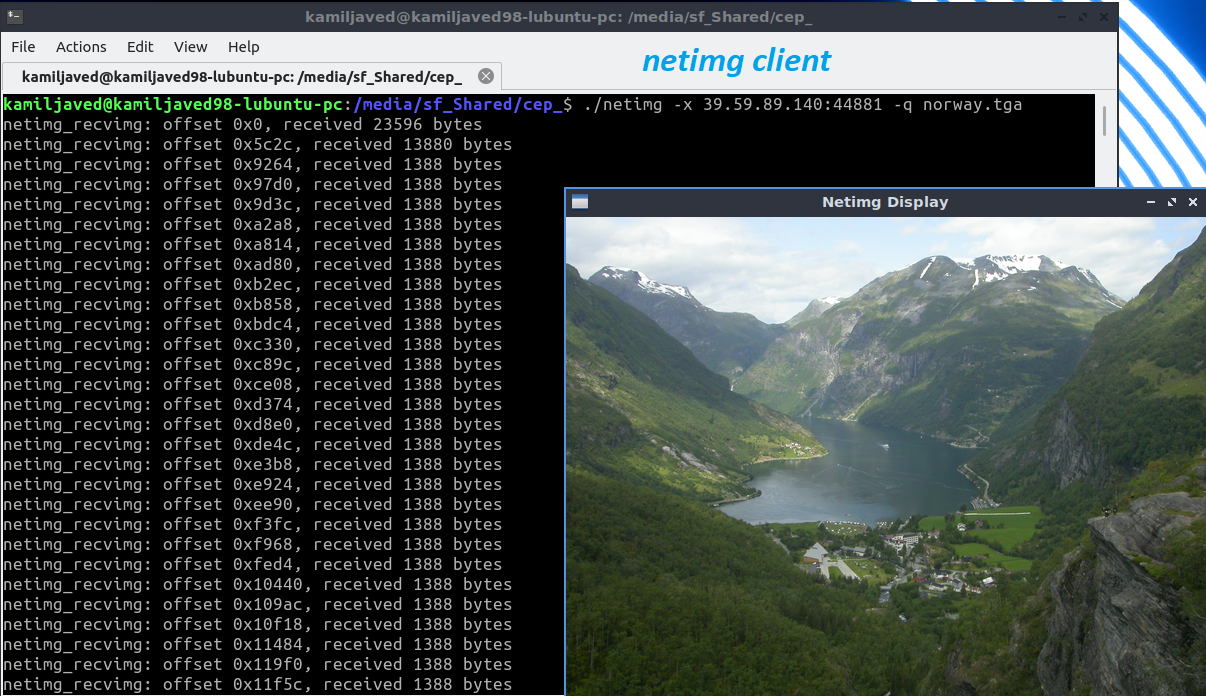 kamiljaved@kamiljaved98-lubuntu-pc: /media/sf_Shared/cep_
File Actions Edit View Help
netimg client
kamiljaved@kamiljaved98-lubuntu-pc: /media/sf_Shared/cep_
kamiljaved@kamiljaved98-lubuntu-pc:/media/sf_Shared/cep_$ ./netimg -x 39.59.89.140:44881 -q norway.tga
netimg_recvimg: offset 0x0, received 23596 bytes
netimg_recvimg: offset 0x5c2c, received 13880 bytes
netimg_recvimg: offset 0x9264, received 1388 bytes
netimg_recvimg: offset 0x97d0, received 1388 bytes
netimg_recvimg: offset 0x9d3c, received 1388 bytes
netimg_recvimg: offset 0xa2a8, received 1388 bytes
netimg_recvimg: offset 0xa814, received 1388 bytes
netimg_recvimg: offset 0xad80, received 1388 bytes
netimg_recvimg: offset 0xb2ec, received 1388 bytes
netimg_recvimg: offset 0xb858, received 1388 bytes
netimg_recvimg: offset 0xbdc4, received 1388 bytes
netimg_recvimg: offset 0xc330, received 1388 bytes
netimg_recvimg: offset 0xc89c, received 1388 bytes
netimg_recvimg: offset 0xce08, received 1388 bytes
netimg_recvimg: offset 0xd374, received 1388 bytes
netimg_recvimg: offset 0xd8e0, received 1388 bytes
netimg_recvimg: offset 0xde4c, received 1388 bytes
netimg_recvimg: offset 0xe3b8, received 1388 bytes
netimg_recvimg: offset 0xe924, received 1388 bytes
netimg_recvimg: offset 0xee90, received 1388 bytes
netimg_recvimg: offset 0xf3fc, received 1388 bytes
netimg_recvimg: offset 0xf968, received 1388 bytes
netimg_recvimg: offset 0xfed4, received 1388 bytes
netimg_recvimg: offset 0x10440, received 1388 bytes
netimg_recvimg: offset 0x109ac, received 1388 bytes
netimg_recvimg: offset 0x10f18, received 1388 bytes
netimg_recvimg: offset 0x11484, received 1388 bytes
netimg_recvimg: offset 0x119f0, received 1388 bytes
netimg_recvimg: offset 0x11f5c, received 1388 bytes
Netimg Display